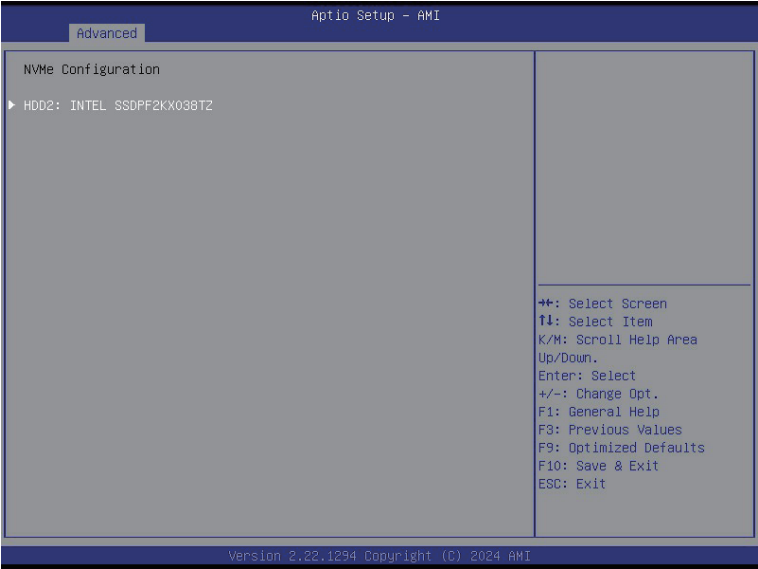 Aptio Setup – AMI
Advanced
NVMe Configuration
HDD2: INTEL SSDPF2KX038TZ
→←: Select Screen
↑↓: Select Item
K/M: Scroll Help Area
Up/Down.
Enter: Select
+/-: Change Opt.
F1: General Help
F3: Previous Values
F9: Optimized Defaults
F10: Save & Exit
ESC: Exit
Version 2.22.1294 Copyright (C) 2024 AMI